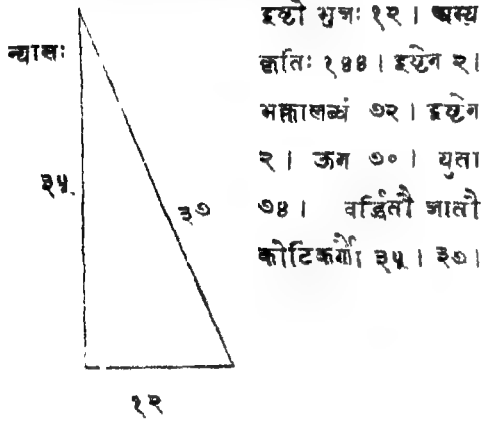 न्यासः
३५
३७
१२
इष्टो भुजः १२ । अस्य
कृतिः १४४ । इष्टेन २ ।
भक्तालब्धं ७२ । इष्टेन
२ । ऊन ७० । युता
७४ । वर्द्धितौ जातौ
कोटिकर्णौ ३५ । ३७ ।